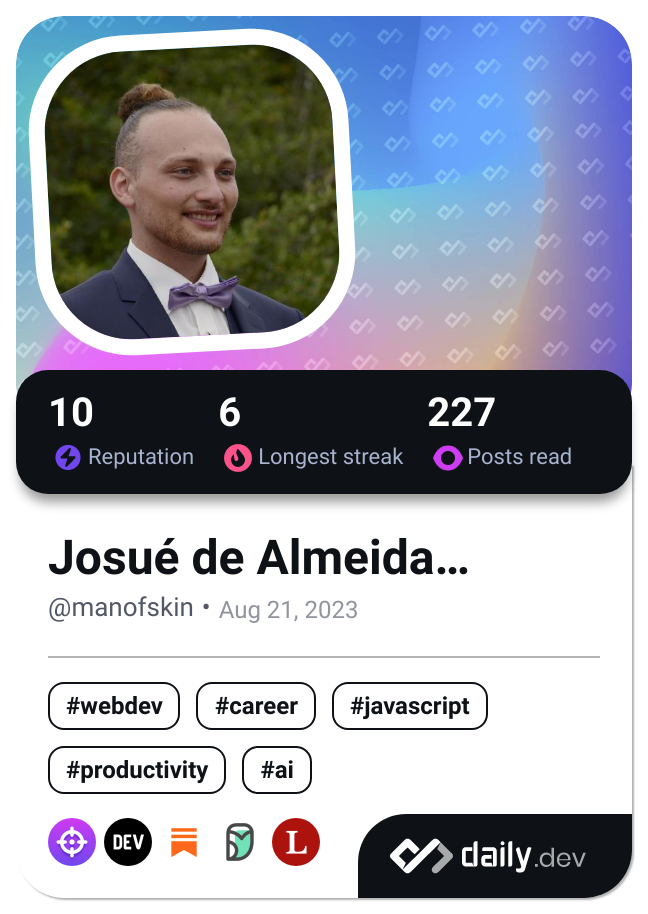 10 6 227
Reputation Longest streak Posts read
Josué de Almeida...
@manofskin • Aug 21, 2023
#webdev #career #javascript
#productivity #ai
DEV L daily.dev